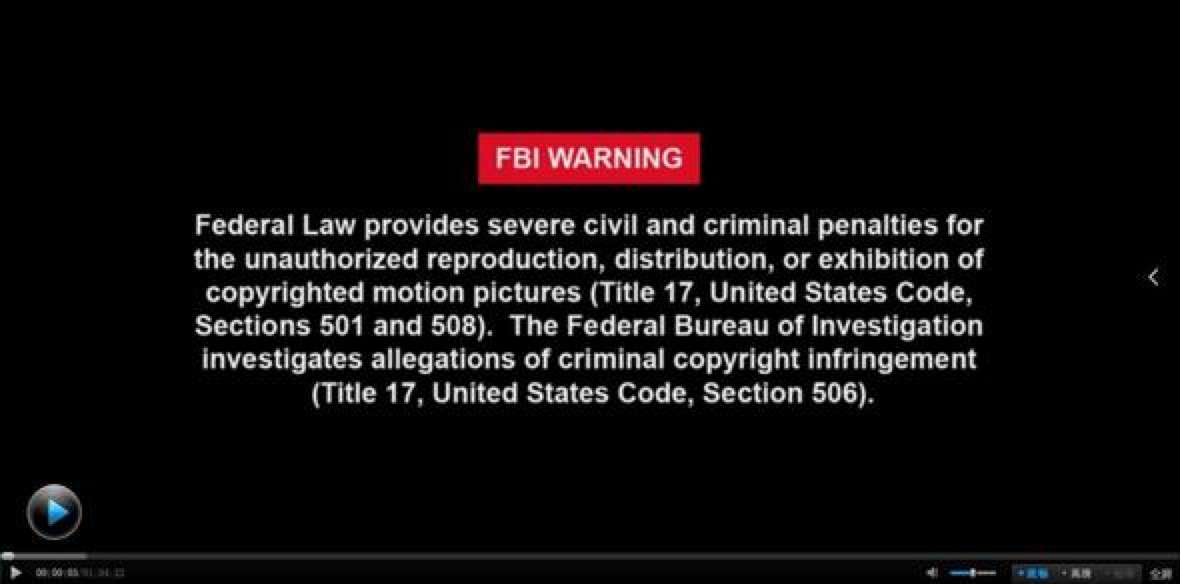 FBI WARNING
Federal Law provides severe civil and criminal penalties for
the unauthorized reproduction, distribution, or exhibition of
copyrighted motion pictures (Title 17, United States Code,
Sections 501 and 508).  The Federal Bureau of Investigation
investigates allegations of criminal copyright infringement
(Title 17, United States Code, Section 506).